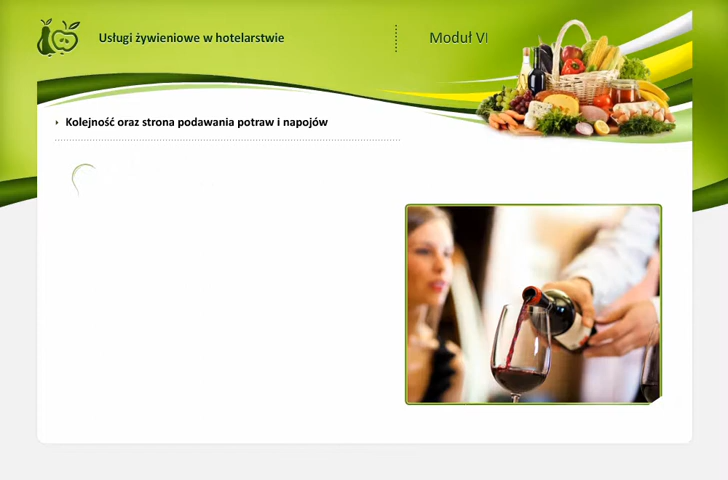 Usługi żywieniowe w hotelarstwie
Moduł VI
Kolejność oraz strona podawania potraw i napojów